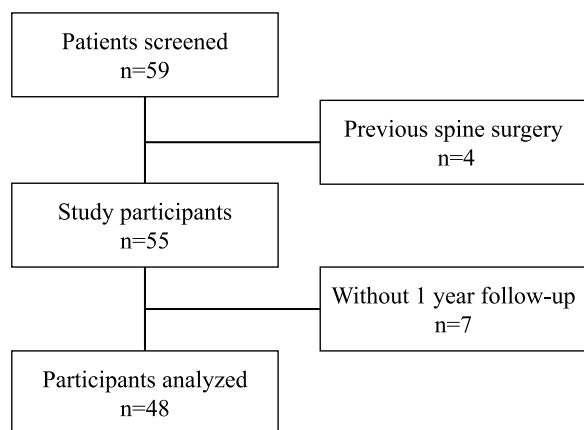 Patients screened
n=59
Previous spine surgery
n=4
Study participants
n=55
Without 1 year follow-up
n=7
Participants analyzed
n=48